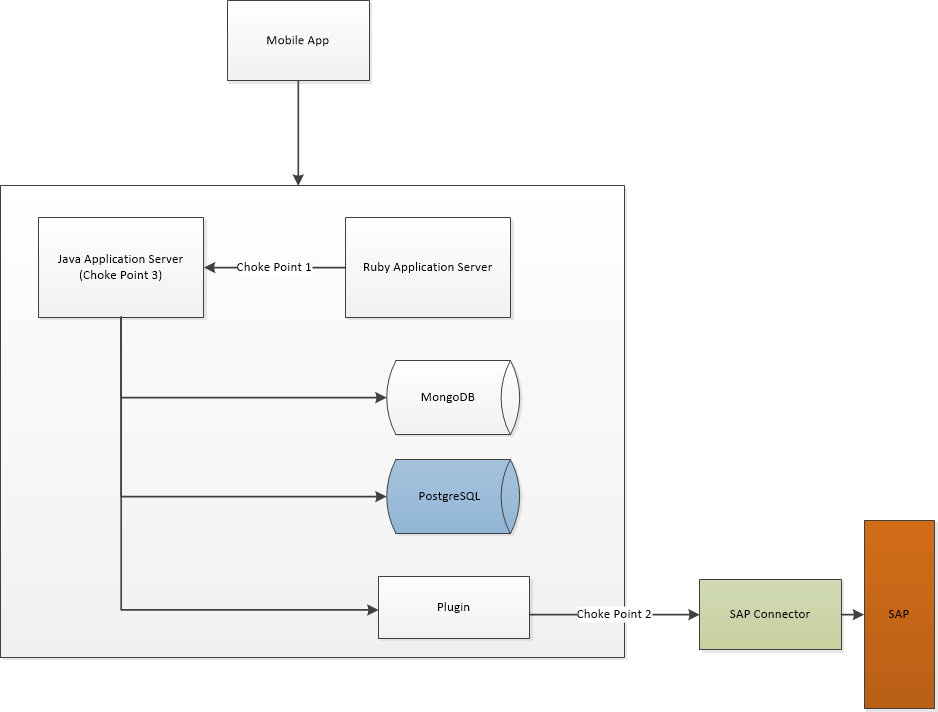 Mobile App
Java Application Server
(Choke Point 3)
Choke Point 1
Ruby Application Server
MongoDB
PostgreSQL
Plugin
Choke Point 2
SAP Connector
SAP